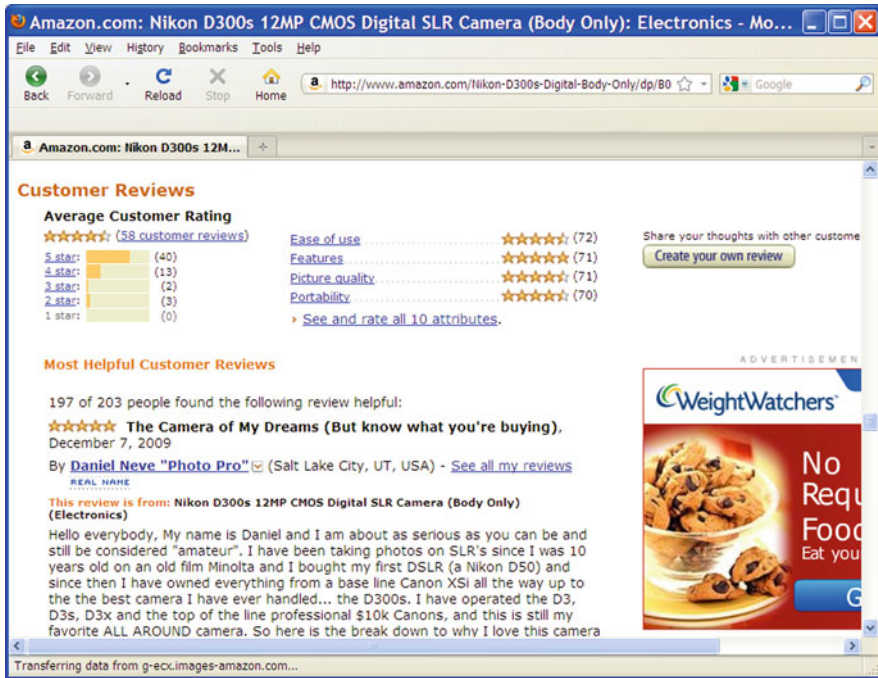 Amazon.com: Nikon D300s 12MP CMOS Digital SLR Camera (Body Only): Electronics - Mo...
File Edit View History Bookmarks Tools Help
Back Forward Reload Stop Home
a http://www.amazon.com/Nikon-D300s-Digital-Body-Only/dp/B0
Google
a Amazon.com: Nikon D300s 12M...
Customer Reviews
Average Customer Rating
(58 customer reviews)
5 star: (40)
4 star: (13)
3 star: (2)
2 star: (3)
1 star: (0)
Ease of use (72)
Features (71)
Picture quality (71)
Portability (70)
› See and rate all 10 attributes.
Share your thoughts with other custome
Create your own review
Most Helpful Customer Reviews
197 of 203 people found the following review helpful:
The Camera of My Dreams (But know what you're buying),
December 7, 2009
By Daniel Neve "Photo Pro" (Salt Lake City, UT, USA) - See all my reviews
REAL NAME
This review is from: Nikon D300s 12MP CMOS Digital SLR Camera (Body Only)
(Electronics)
Hello everybody, My name is Daniel and I am about as serious as you can be and
still be considered "amateur". I have been taking photos on SLR's since I was 10
years old on an old film Minolta and I bought my first DSLR (a Nikon D50) and
since then I have owned everything from a base line Canon XSi all the way up to
the the best camera I have ever handled... the D300s. I have operated the D3,
D3s, D3x and the top of the line professional $10k Canons, and this is still my
favorite ALL AROUND camera. So here is the break down to why I love this camera
ADVERTISEMEN
WeightWatchers
No
Requ
Food
Eat you
G
Transferring data from g-ecx.images-amazon.com...